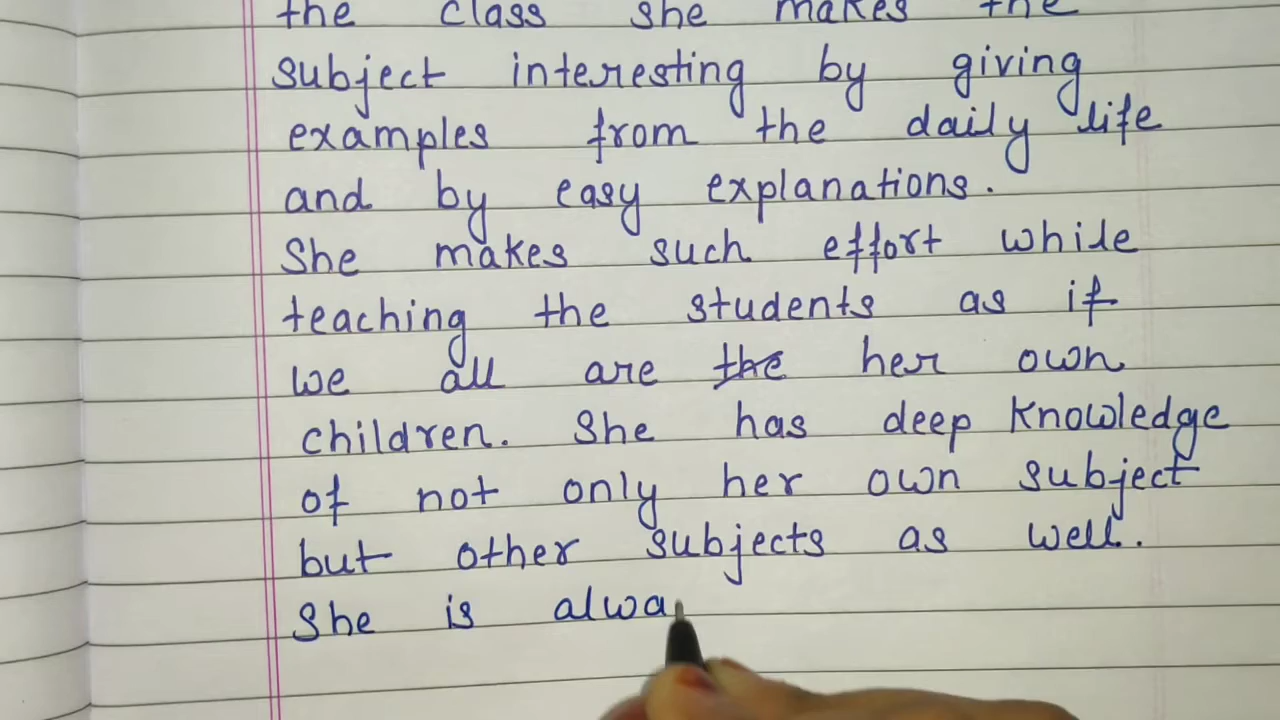 the class she makes the
subject interesting by giving
examples from the daily life
and by easy explanations.
She makes such effort while
teaching the students as if
we all are the her own
children. She has deep knowledge
of not only her own subject
but other subjects as well.
She is alwa